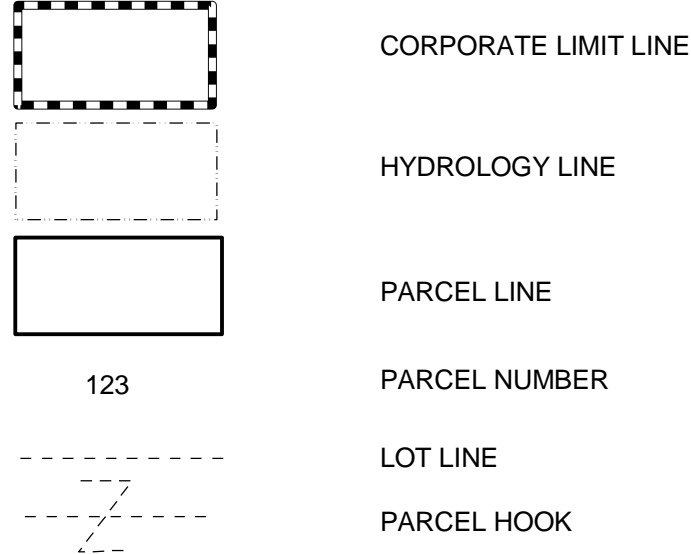 CORPORATE LIMIT LINE
HYDROLOGY LINE
PARCEL LINE
123 PARCEL NUMBER
LOT LINE
PARCEL HOOK